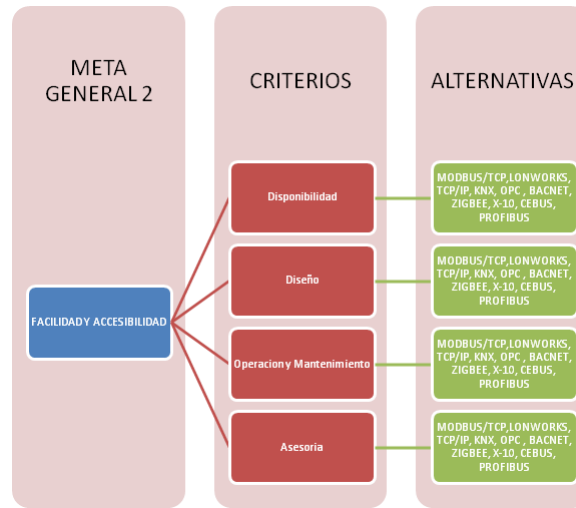 META
GENERAL 2
CRITERIOS
ALTERNATIVAS
FACILIDAD Y ACCESIBILIDAD
Disponibilidad
MODBUS/TCP,LONWORKS,
TCP/IP, KNX, OPC , BACNET,
ZIGBEE, X-10, CEBUS,
PROFIBUS
Diseño
MODBUS/TCP,LONWORKS,
TCP/IP, KNX, OPC , BACNET,
ZIGBEE, X-10, CEBUS,
PROFIBUS
Operacion y Mantenimiento
MODBUS/TCP,LONWORKS,
TCP/IP, KNX, OPC , BACNET,
ZIGBEE, X-10, CEBUS,
PROFIBUS
Asesoria
MODBUS/TCP,LONWORKS,
TCP/IP, KNX, OPC , BACNET,
ZIGBEE, X-10, CEBUS,
PROFIBUS